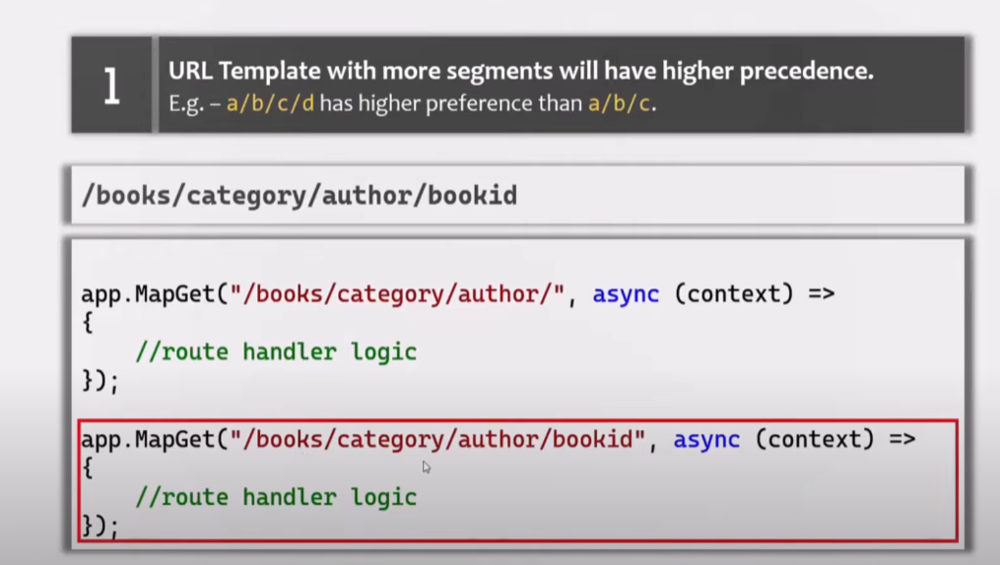 1
URL Template with more segments will have higher precedence.
E.g. – a/b/c/d has higher preference than a/b/c.
/books/category/author/bookid
app.MapGet("/books/category/author/", async (context) =>
{
    //route handler logic
});
app.MapGet("/books/category/author/bookid", async (context) =>
{
    //route handler logic
});